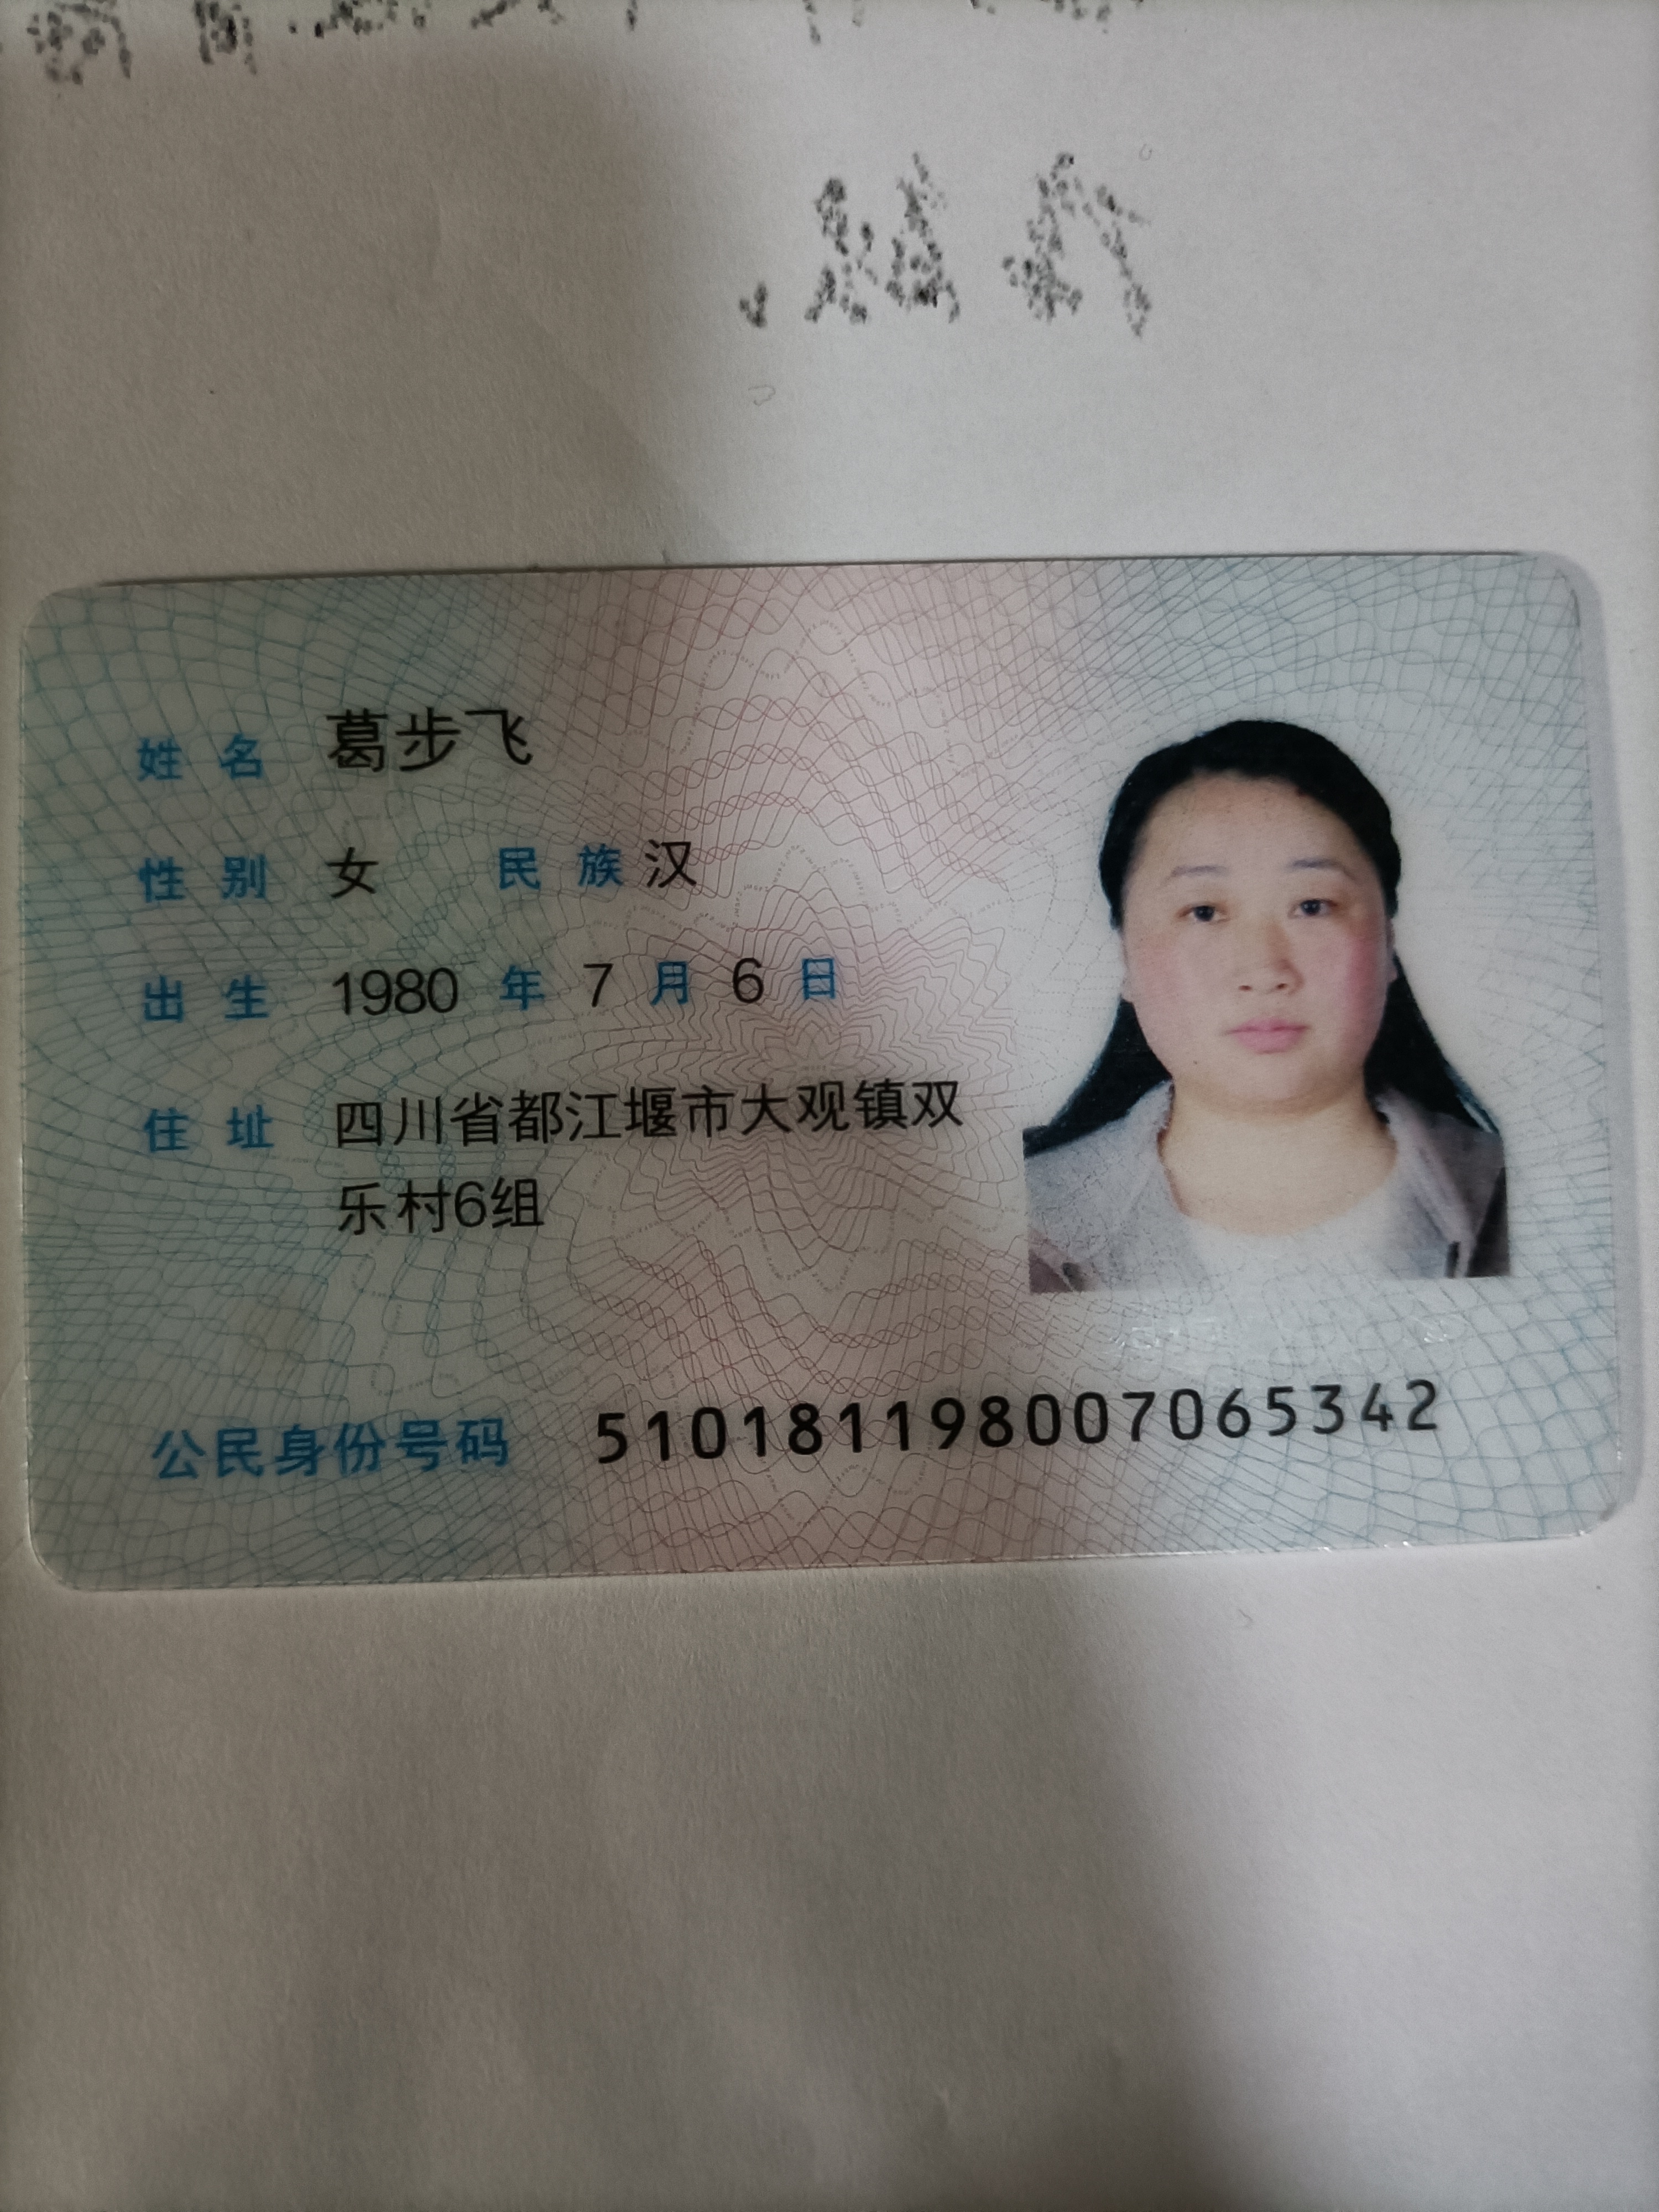 姓名 葛步飞
性别 女 民族 汉
出生 1980 年 7 月 6 日
住址 四川省都江堰市大观镇双
乐村6组
公民身份号码 510181198007065342